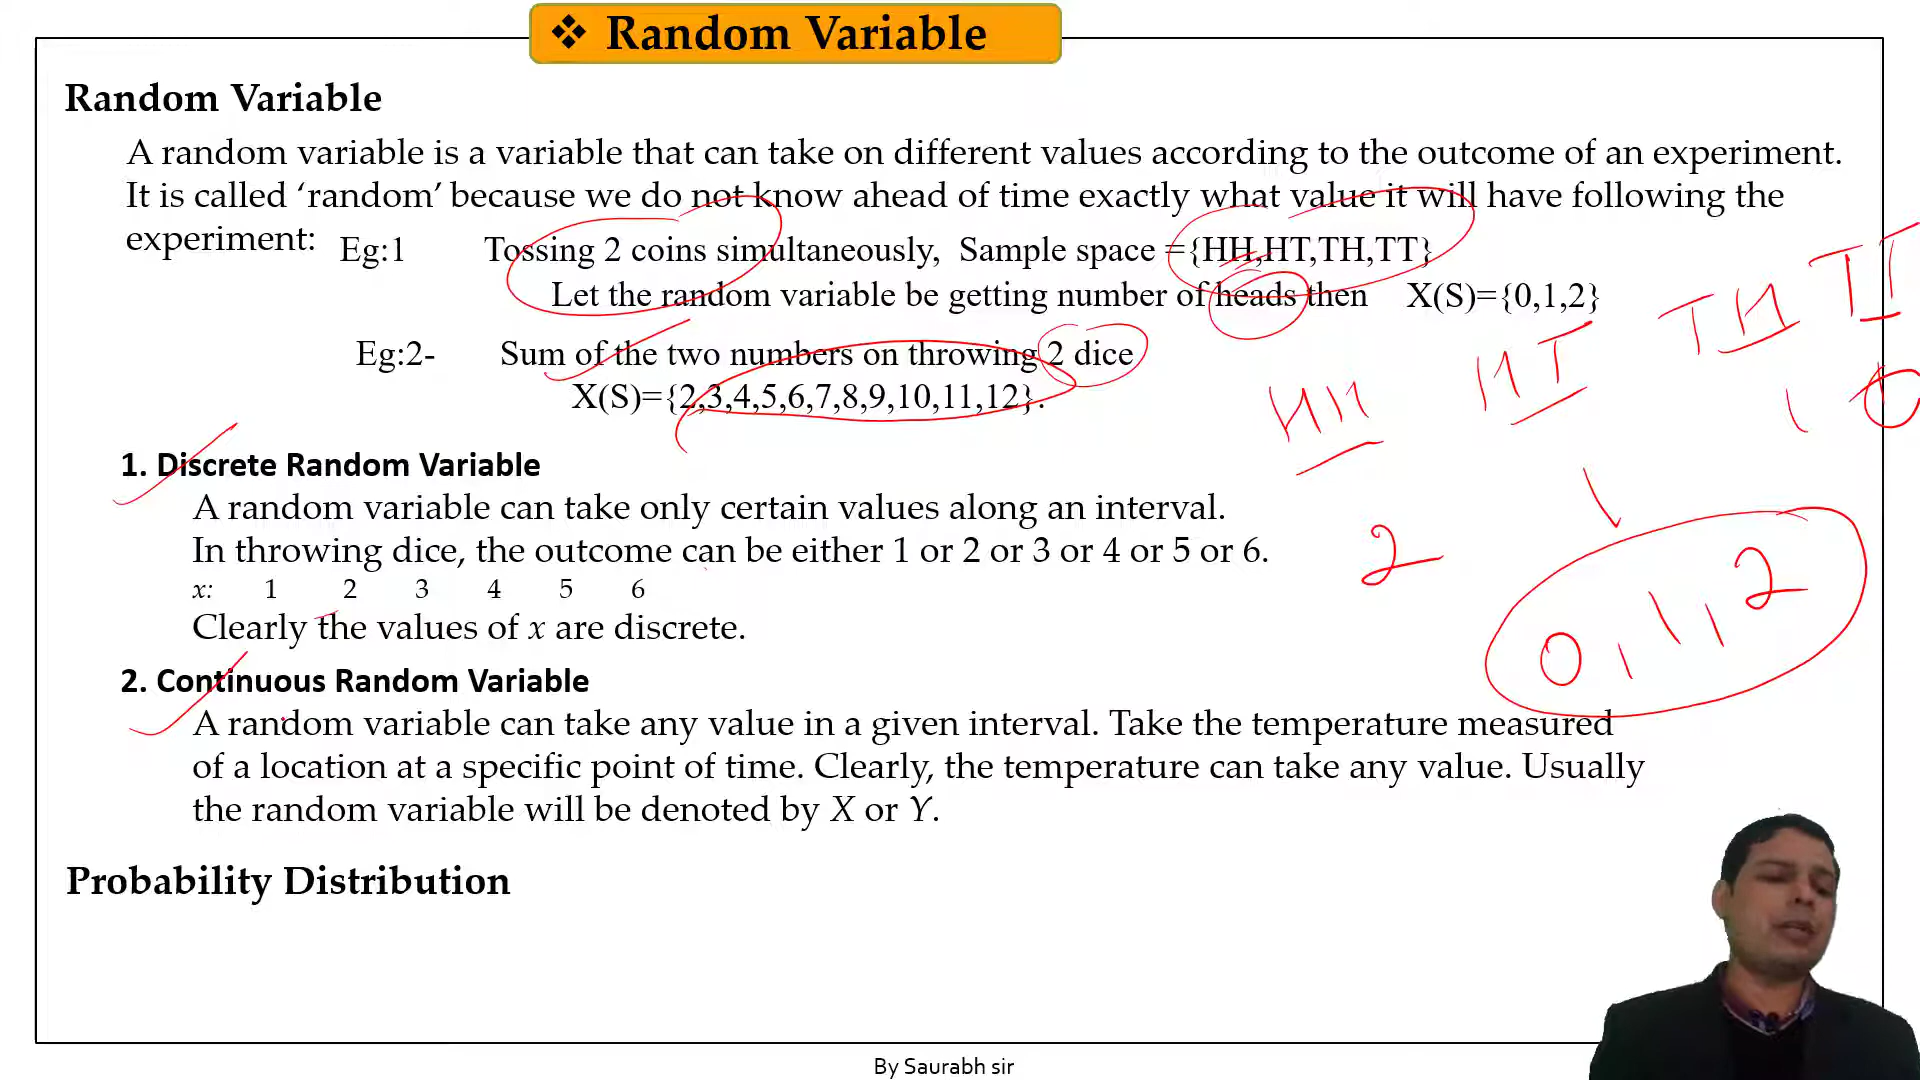 ❖ Random Variable
Random Variable
A random variable is a variable that can take on different values according to the outcome of an experiment.
It is called ‘random’ because we do not know ahead of time exactly what value it will have following the
experiment:
Eg:1 Tossing 2 coins simultaneously, Sample space ={HH,HT,TH,TT}
Let the random variable be getting number of heads then X(S)={0,1,2}
Eg:2- Sum of the two numbers on throwing 2 dice
X(S)={2,3,4,5,6,7,8,9,10,11,12}.
HH HT TH TT
2 1 1 0
0, 1, 2
1. Discrete Random Variable
A random variable can take only certain values along an interval.
In throwing dice, the outcome can be either 1 or 2 or 3 or 4 or 5 or 6.
x: 1 2 3 4 5 6
Clearly the values of x are discrete.
2. Continuous Random Variable
A random variable can take any value in a given interval. Take the temperature measured
of a location at a specific point of time. Clearly, the temperature can take any value. Usually
the random variable will be denoted by X or Y.
Probability Distribution
By Saurabh sir